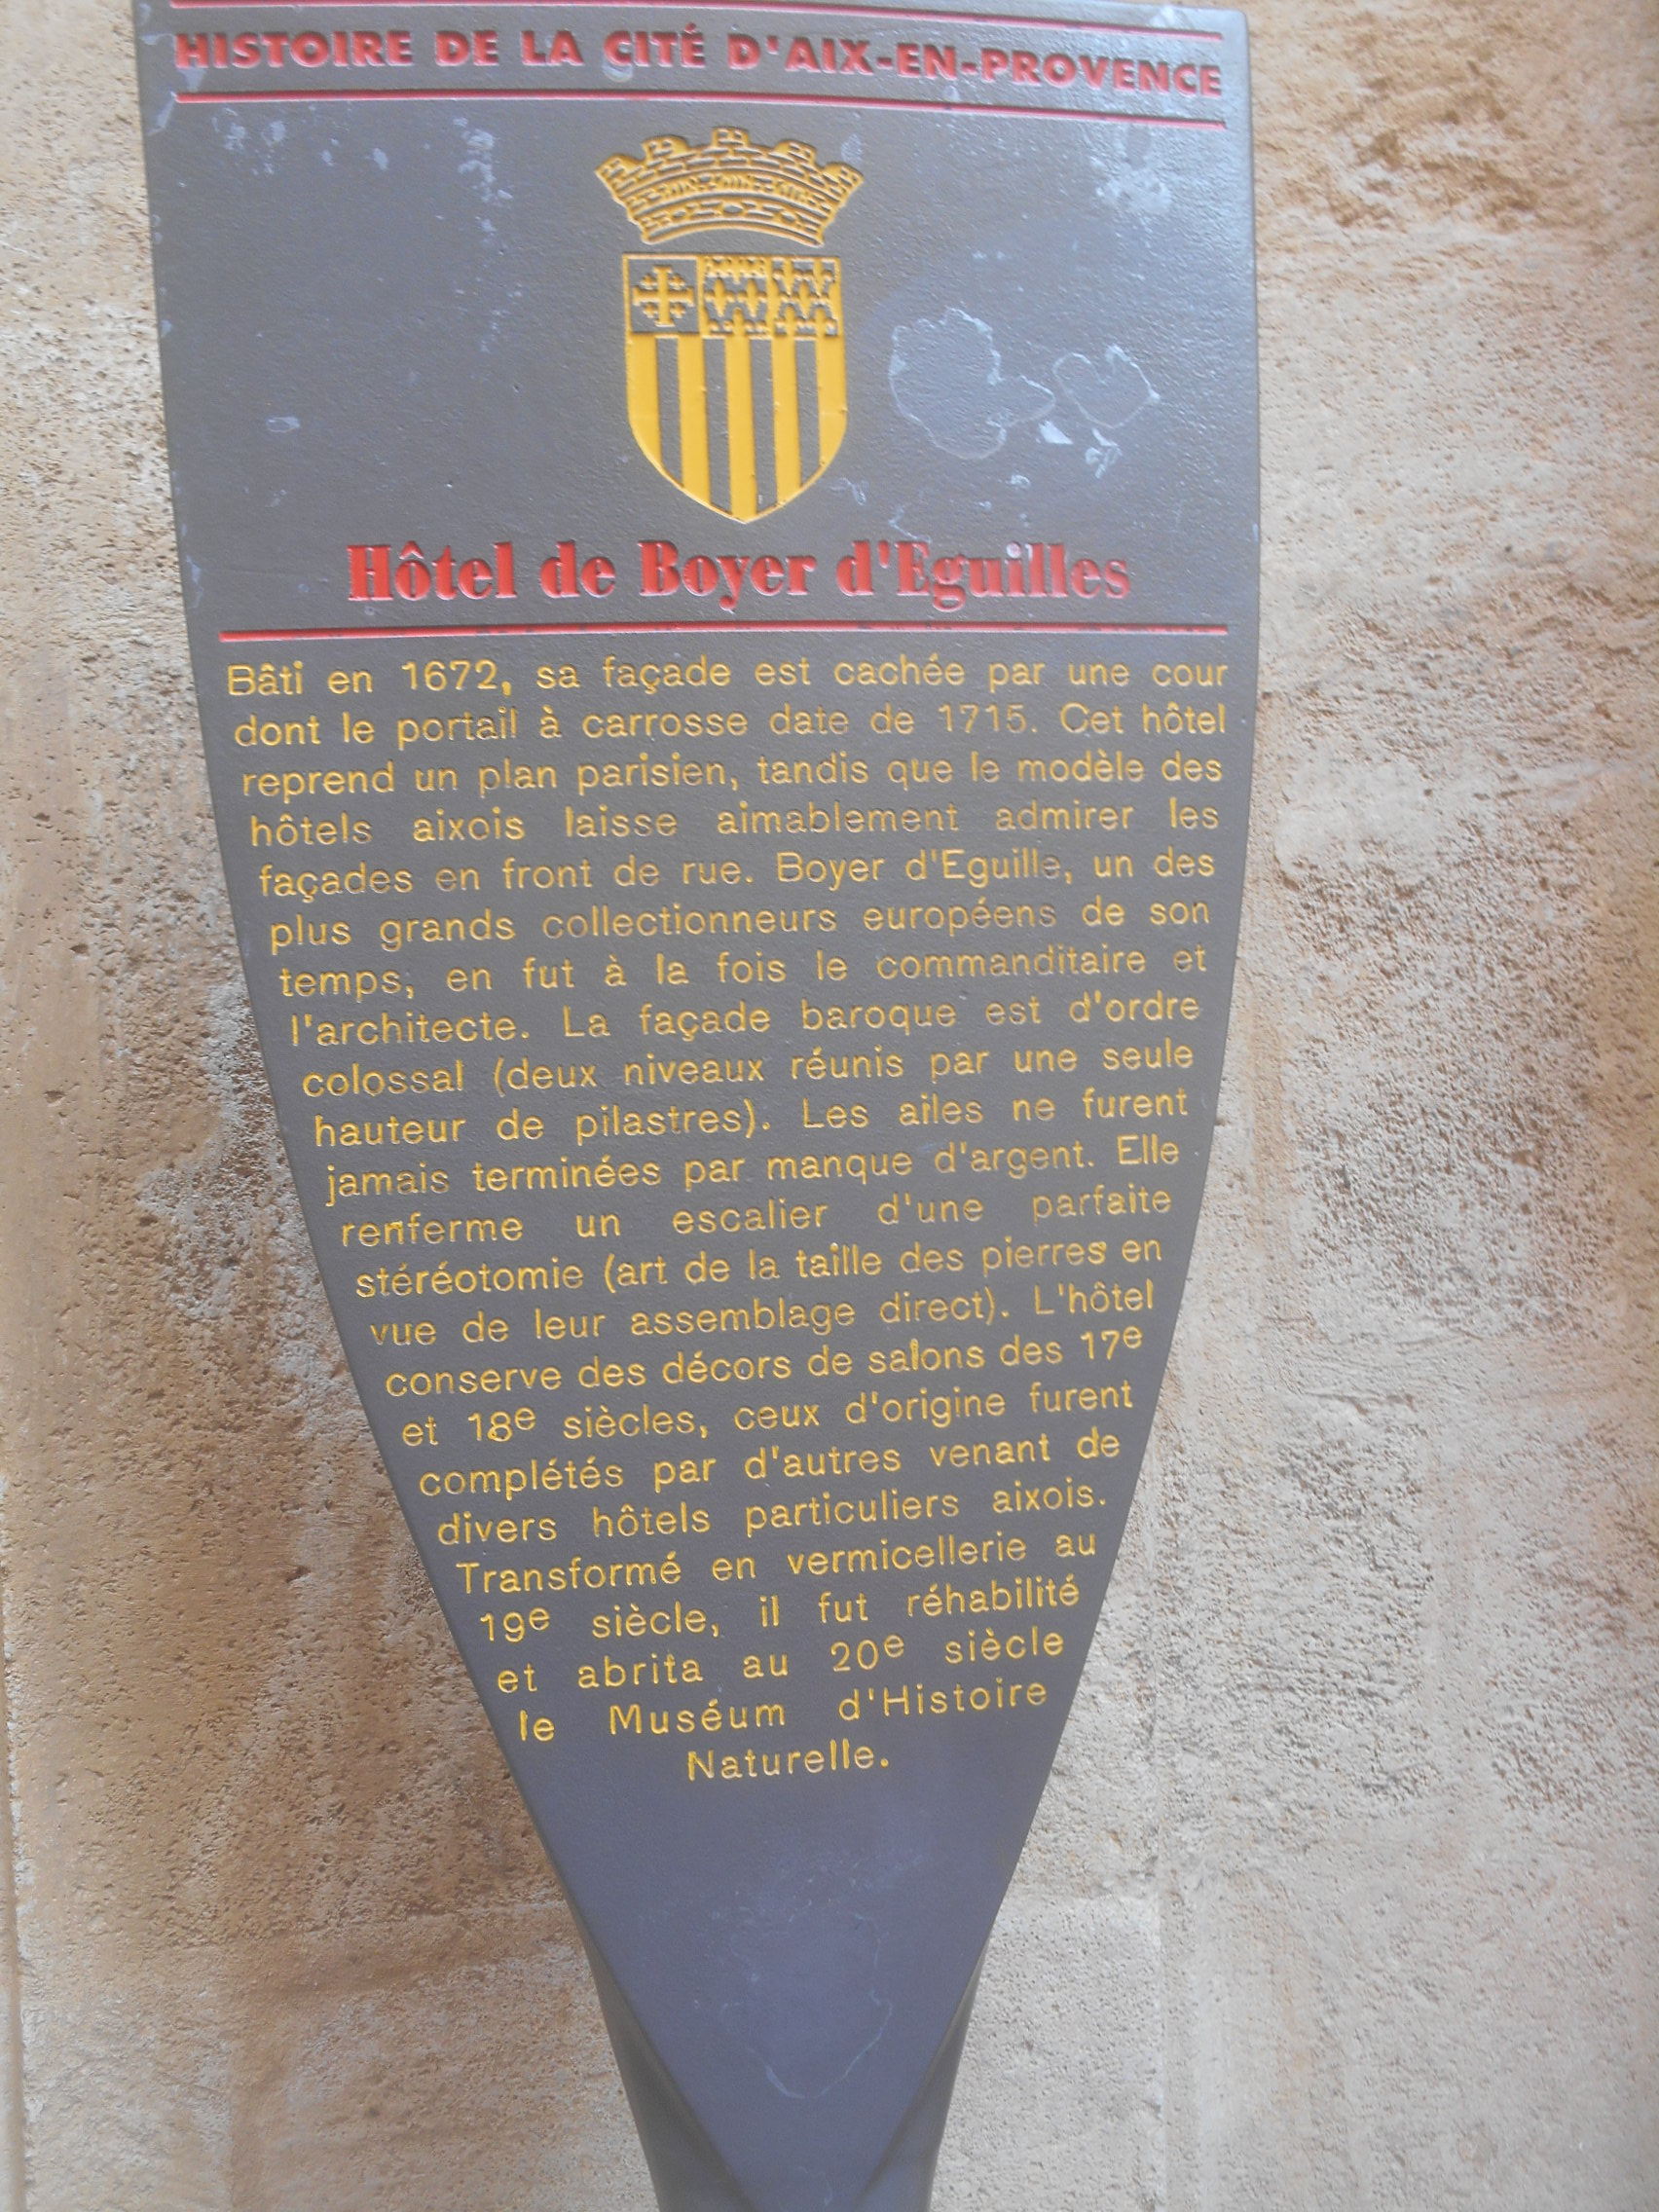 HISTOIRE DE LA CITÉ D'AIX-EN-PROVENCE
Hôtel de Boyer d'Eguilles
Bâti en 1672, sa façade est cachée par une cour
dont le portail à carrosse date de 1715. Cet hôtel
reprend un plan parisien, tandis que le modèle des
hôtels aixois laisse aimablement admirer les
façades en front de rue. Boyer d'Eguille, un des
plus grands collectionneurs européens de son
temps, en fut à la fois le commanditaire et
l'architecte. La façade baroque est d'ordre
colossal (deux niveaux réunis par une seule
hauteur de pilastres). Les ailes ne furent
jamais terminées par manque d'argent. Elle
renferme un escalier d'une parfaite
stéréotomie (art de la taille des pierres en
vue de leur assemblage direct). L'hôtel
conserve des décors de salons des 17e
et 18e siècles, ceux d'origine furent
complétés par d'autres venant de
divers hôtels particuliers aixois.
Transformé en vermicellerie au
19e siècle, il fut réhabilité
et abrita au 20e siècle
le Muséum d'Histoire
Naturelle.